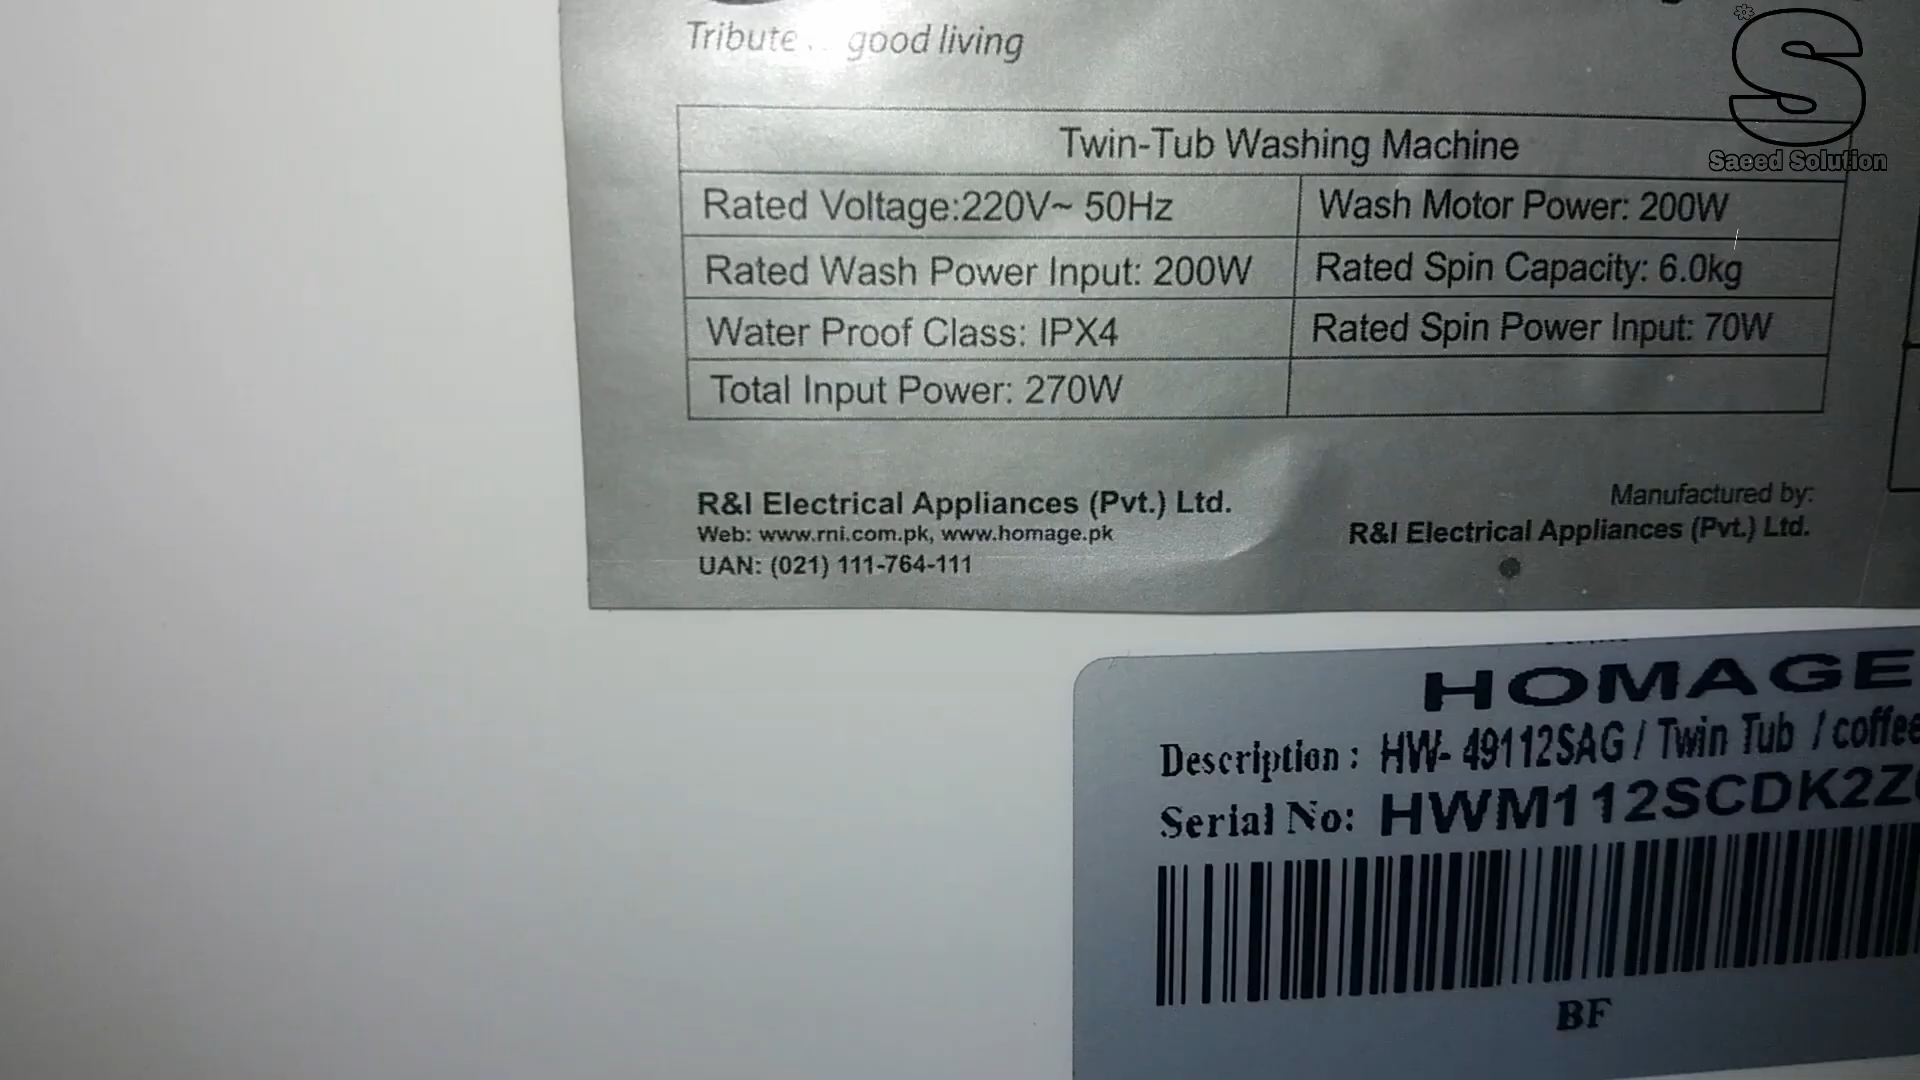 Tribute good living
Saeed Solution
Twin-Tub Washing Machine
Rated Voltage:220V~ 50Hz
Wash Motor Power: 200W
Rated Wash Power Input: 200W
Rated Spin Capacity: 6.0kg
Water Proof Class: IPX4
Rated Spin Power Input: 70W
Total Input Power: 270W
R&I Electrical Appliances (Pvt.) Ltd.
Web: www.rni.com.pk, www.homage.pk
UAN: (021) 111-764-111
Manufactured by:
R&I Electrical Appliances (Pvt.) Ltd.
HOMAGE
Description : HW- 49112SAG / Twin Tub / coffee
Serial No: HWM112SCDK2Z
BF